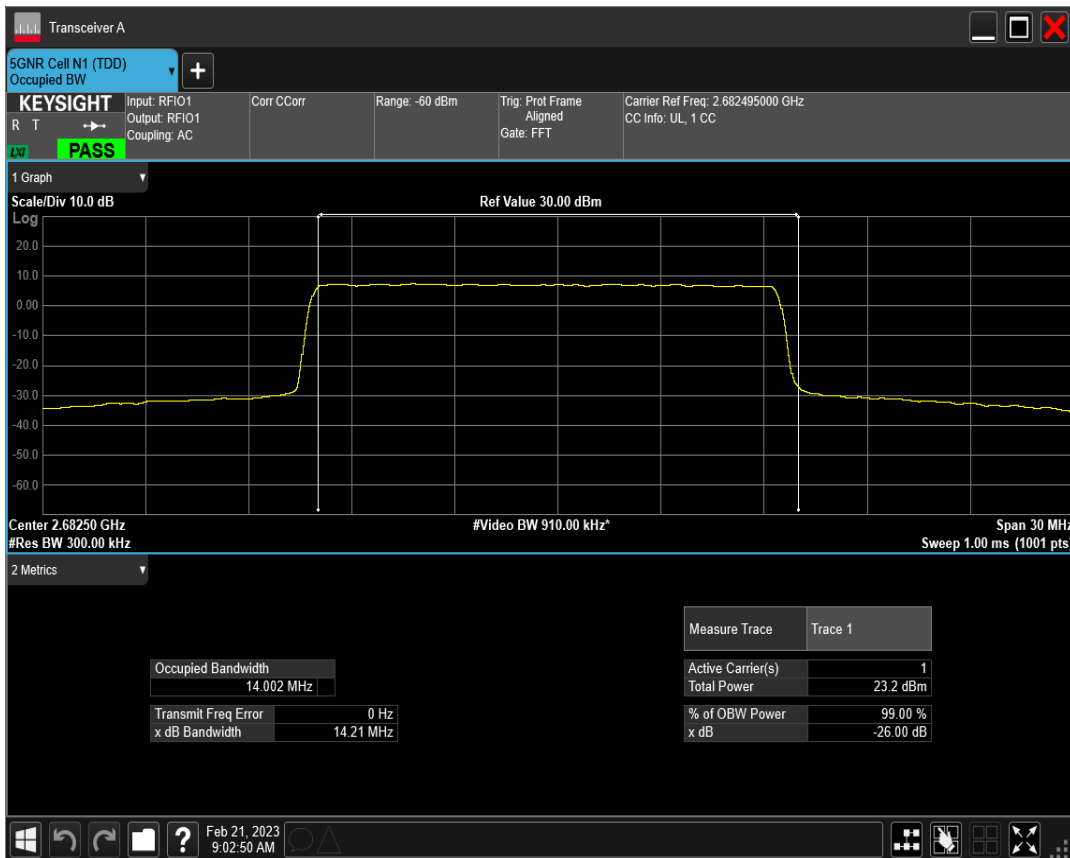 Transceiver A
5GNR Cell N1 (TDD)
Occupied BW
KEYSIGHT
R T
LXI
PASS
Input: RFIO1
Output: RFIO1
Coupling: AC
Corr CCorr
Range: -60 dBm
Trig: Prot Frame
Aligned
Gate: FFT
Carrier Ref Freq: 2.682495000 GHz
CC Info: UL, 1 CC
1 Graph
Scale/Div 10.0 dB
Ref Value 30.00 dBm
Log
20.0
10.0
0.00
-10.0
-20.0
-30.0
-40.0
-50.0
-60.0
Center 2.68250 GHz
#Video BW 910.00 kHz*
Span 30 MHz
#Res BW 300.00 kHz
Sweep 1.00 ms (1001 pts)
2 Metrics
Measure Trace Trace 1
Occupied Bandwidth
14.002 MHz
Active Carrier(s) 1
Total Power 23.2 dBm
Transmit Freq Error 0 Hz
x dB Bandwidth 14.21 MHz
% of OBW Power 99.00 %
x dB -26.00 dB
?
Feb 21, 2023
9:02:50 AM